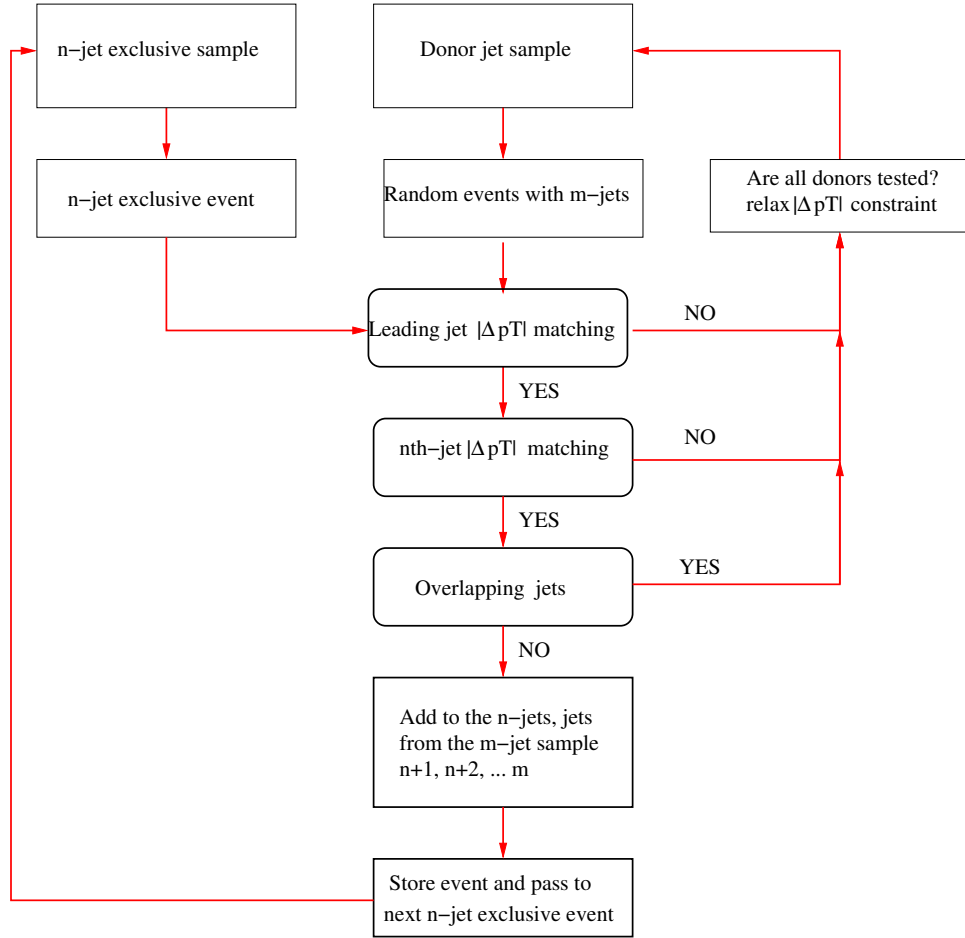 n−jet exclusive sample
Donor jet sample
n−jet exclusive event
Random events with m−jets
Are all donors tested?
relax |Δ pT| constraint
Leading jet |Δ pT| matching
NO
YES
nth−jet |Δ pT| matching
NO
YES
Overlapping jets
YES
NO
Add to the n−jets, jets
from the m−jet sample
n+1, n+2, ... m
Store event and pass to
next n−jet exclusive event